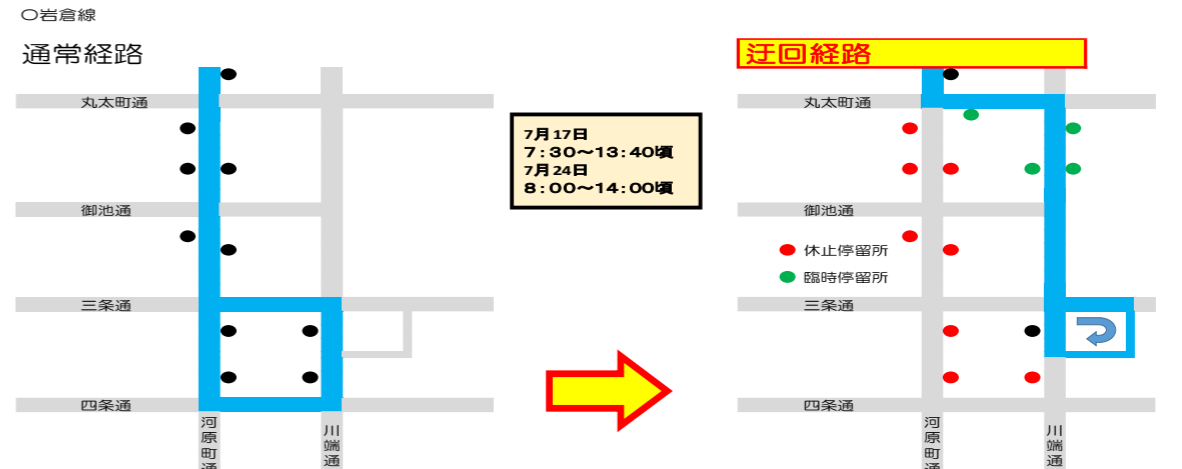 〇岩倉線
通常経路
丸太町通
御池通
三条通
四条通
河原町通
川端通
7月17日
7:30～13:40頃
7月24日
8:00～14:00頃
迂回経路
丸太町通
御池通
休止停留所
臨時停留所
三条通
四条通
河原町通
川端通